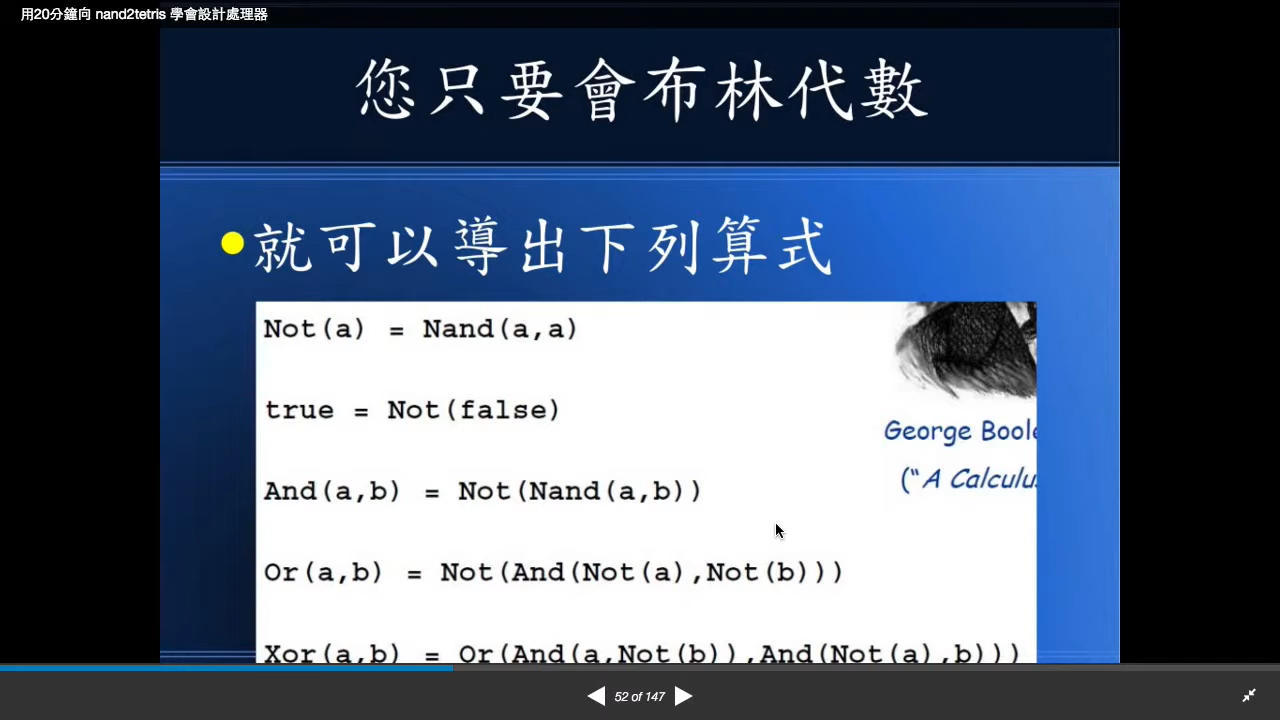 用20分鐘向 nand2tetris 學會設計處理器
您只要會布林代數
就可以導出下列算式
Not(a) = Nand(a,a)
true = Not(false)
George Boole
("A Calculus
And(a,b) = Not(Nand(a,b))
Or(a,b) = Not(And(Not(a),Not(b)))
Xor(a,b) = Or(And(a,Not(b)),And(Not(a),b)))
52 of 147